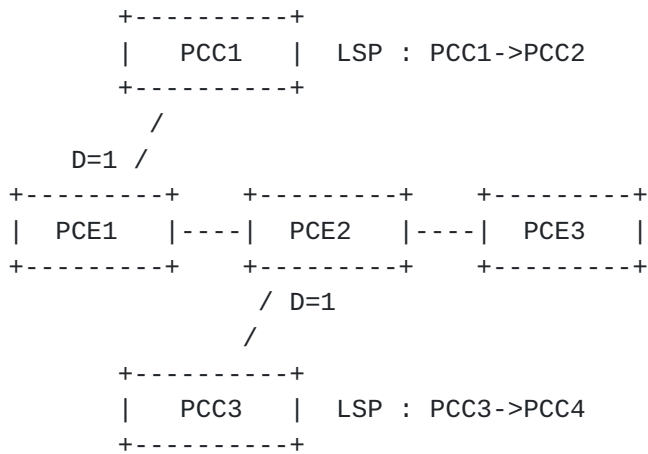 +----------+
|   PCC1   |  LSP : PCC1->PCC2
+----------+
/
D=1 /
+---------+    +---------+    +---------+
|  PCE1   |----|  PCE2   |----|  PCE3   |
+---------+    +---------+    +---------+
/ D=1
/
+----------+
|   PCC3   |  LSP : PCC3->PCC4
+----------+